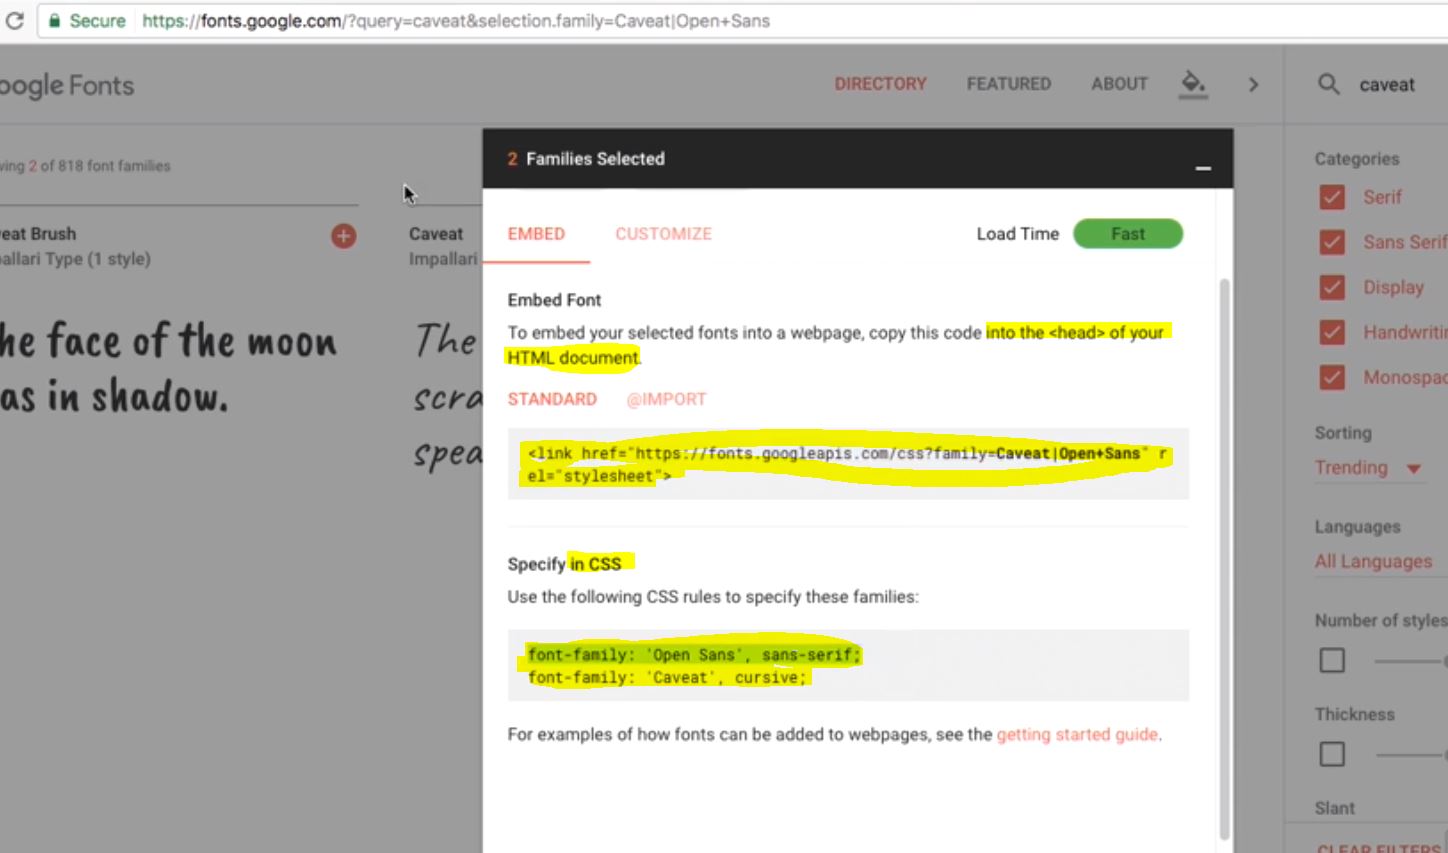 Secure https://fonts.google.com/?query=caveat&selection.family=Caveat|Open+Sans
oogle Fonts
DIRECTORY FEATURED ABOUT
caveat
ving 2 of 818 font families
eat Brush
allari Type (1 style)
he face of the moon
as in shadow.
Caveat
Impallari
The
scra
spea
2 Families Selected
EMBED CUSTOMIZE Load Time Fast
Embed Font
To embed your selected fonts into a webpage, copy this code into the <head> of your
HTML document.
STANDARD @IMPORT
<link href="https://fonts.googleapis.com/css?family=Caveat|Open+Sans" r
el="stylesheet">
Specify in CSS
Use the following CSS rules to specify these families:
font-family: 'Open Sans', sans-serif;
font-family: 'Caveat', cursive;
For examples of how fonts can be added to webpages, see the getting started guide.
Categories
Serif
Sans Serif
Display
Handwriti
Monospac
Sorting
Trending
Languages
All Languages
Number of styles
Thickness
Slant
CLEAR FILTERS